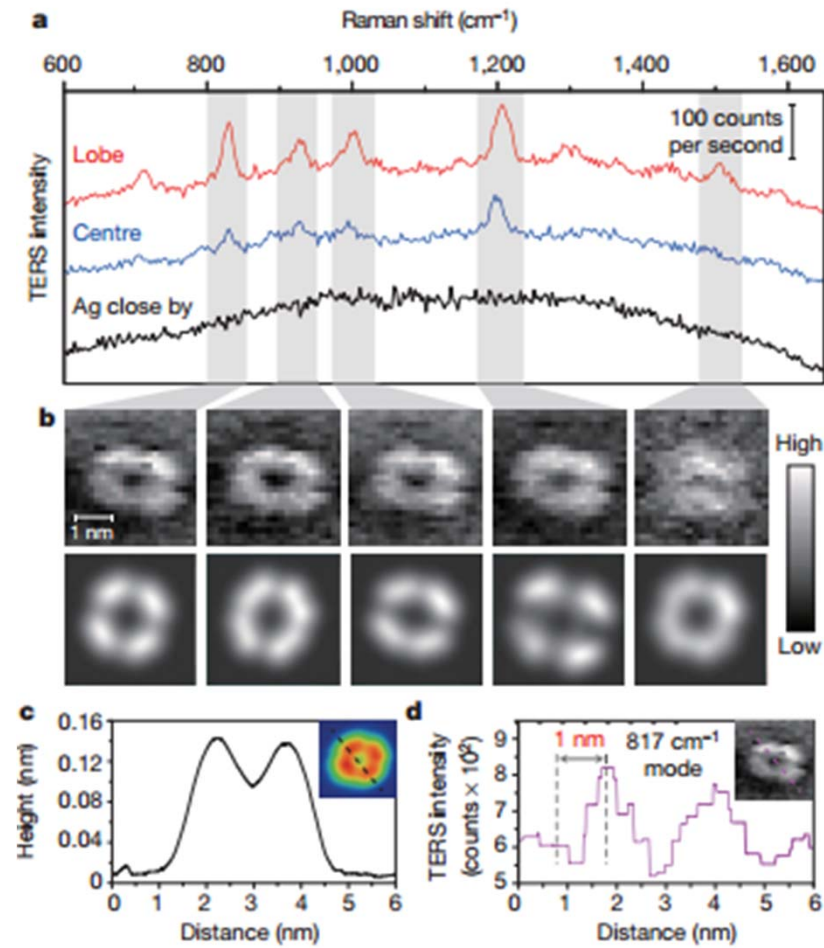 a
Raman shift (cm⁻¹)
600 800 1,000 1,200 1,400 1,600
TERS intensity
Lobe
100 counts
per second
Centre
Ag close by
b
1 nm
High
Low
c
Height (nm)
0.16
0.12
0.08
0.04
0
0 1 2 3 4 5 6
Distance (nm)
d
TERS intensity
(counts × 10²)
9
8
7
6
5
1 nm
817 cm⁻¹
mode
0 1 2 3 4 5 6
Distance (nm)